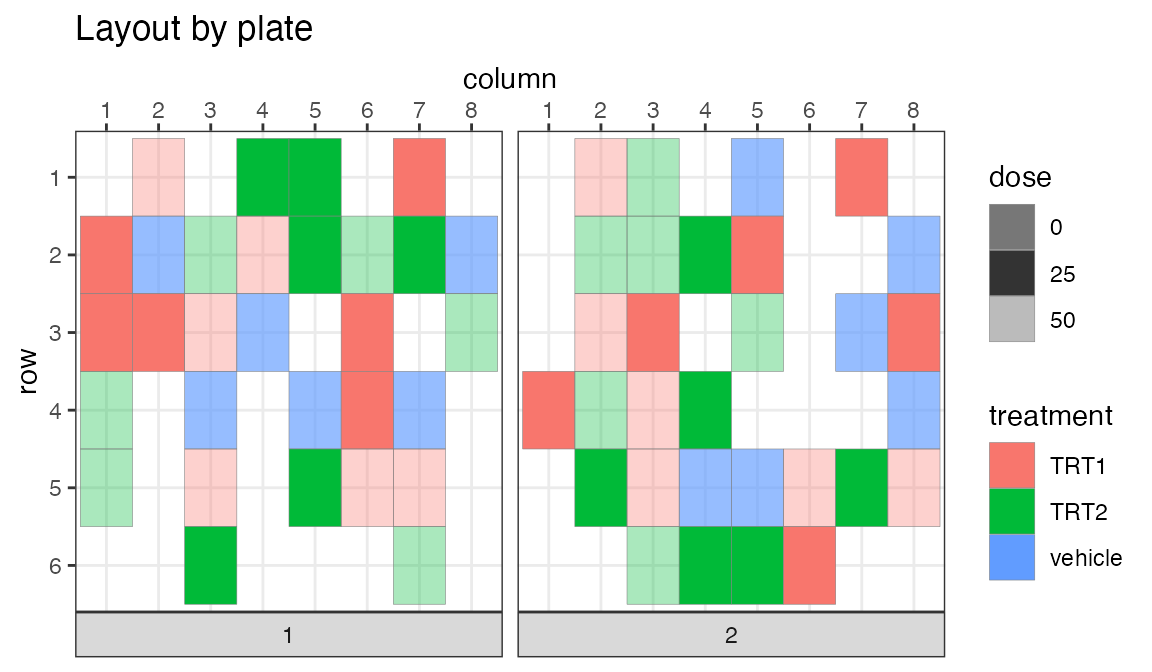 Layout by plate
column
1 2 3 4 5 6 7 8 1 2 3 4 5 6 7 8
row
1
2
3
4
5
6
1 2
dose
0
25
50
treatment
TRT1
TRT2
vehicle